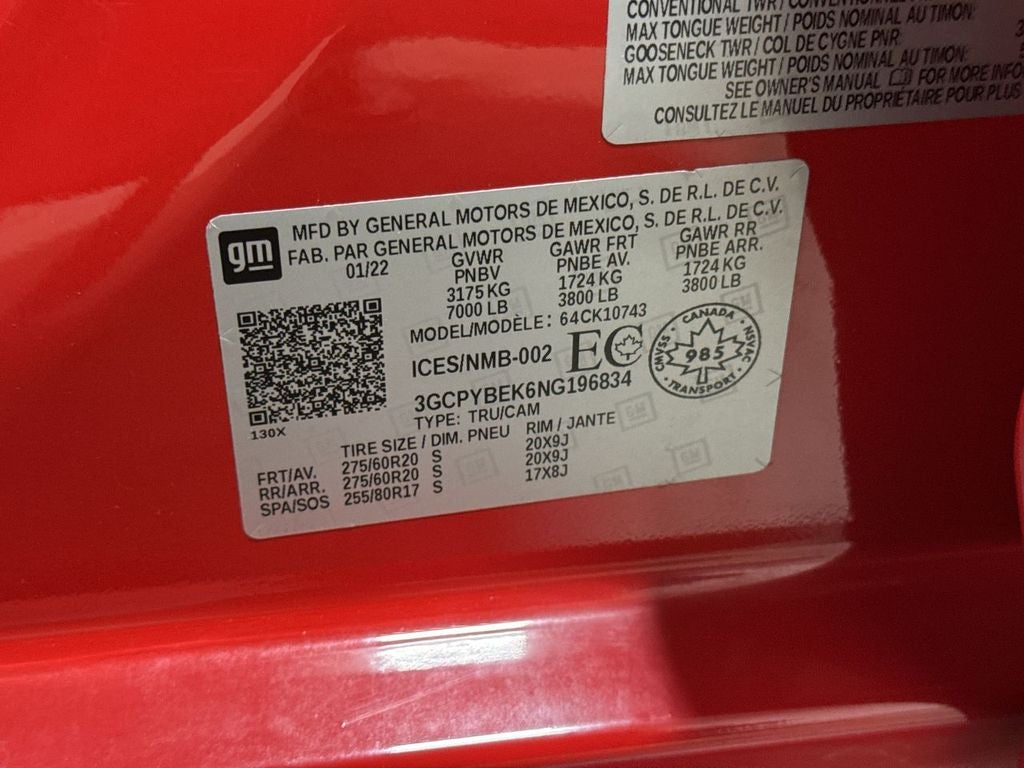 CONVENTIONAL TWR / CONVENTIONNEL
MAX TONGUE WEIGHT / POIDS NOMINAL AU TIMON:
GOOSENECK TWR / COL DE CYGNE PNR:
MAX TONGUE WEIGHT / POIDS NOMINAL AU TIMON:
SEE OWNER'S MANUAL FOR MORE INFO
CONSULTEZ LE MANUEL DU PROPRIÉTAIRE POUR PLUS
gm
MFD BY GENERAL MOTORS DE MEXICO, S. DE R.L. DE C.V.
FAB. PAR GENERAL MOTORS DE MEXICO, S. DE R.L. DE C.V.
01/22 GVWR GAWR FRT GAWR RR
PNBV PNBE AV. PNBE ARR.
3175 KG 1724 KG 1724 KG
7000 LB 3800 LB 3800 LB
MODEL/MODÈLE: 64CK10743
ICES/NMB-002 EC
CANADA
CMVSS 985 NSVAC
TRANSPORT
3GCPYBEK6NG196834
TYPE: TRU/CAM
130X
TIRE SIZE / DIM. PNEU RIM / JANTE
FRT/AV. 275/60R20 S 20X9J
RR/ARR. 275/60R20 S 20X9J
SPA/SOS 255/80R17 S 17X8J